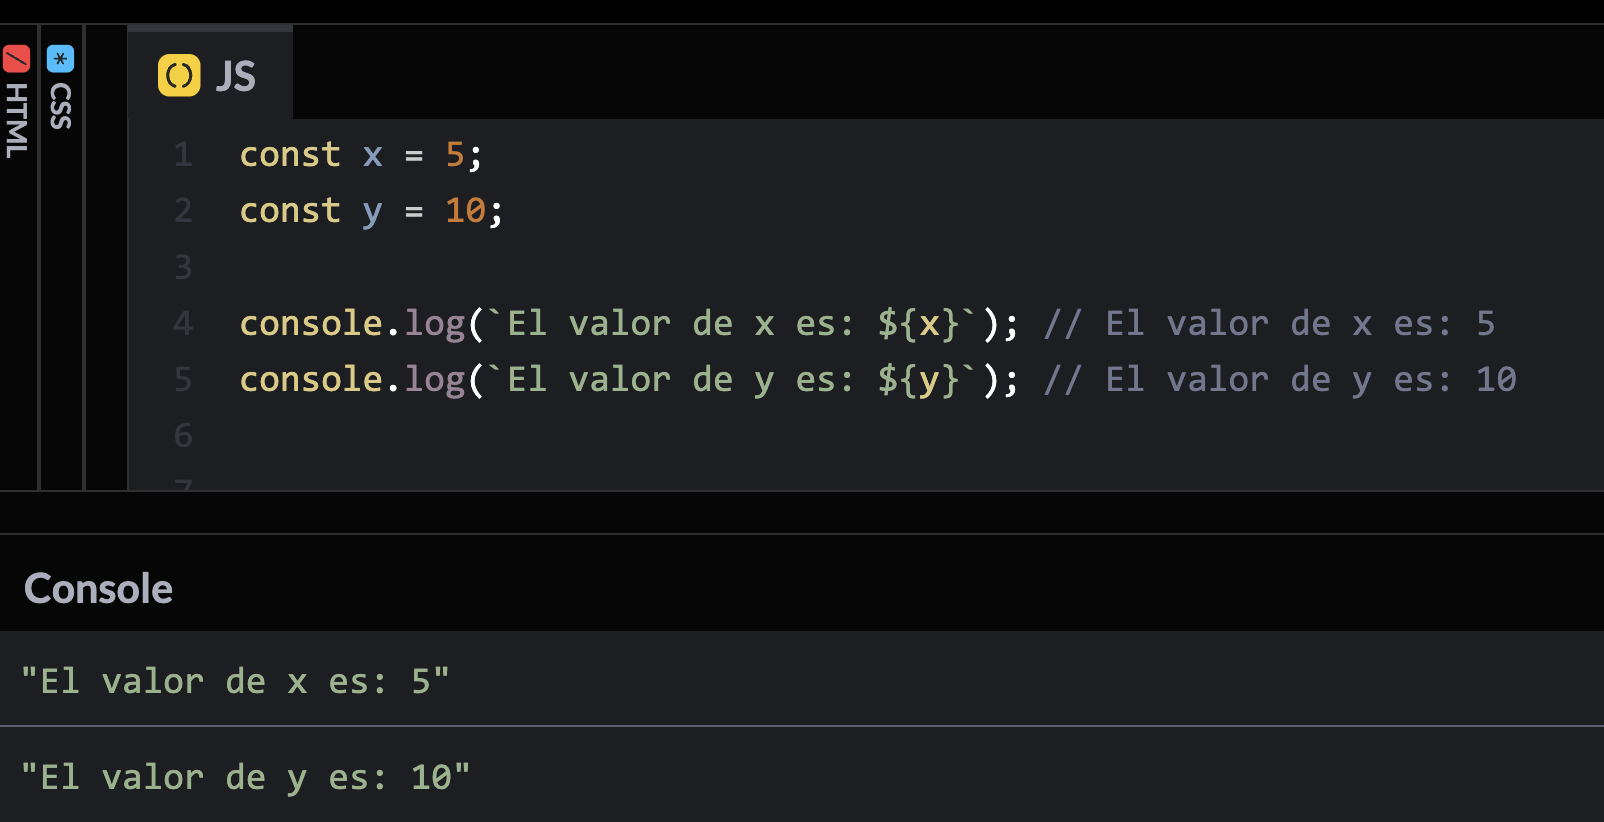 HTML
* CSS
() JS
1 const x = 5;
2 const y = 10;
3
4 console.log(`El valor de x es: ${x}`); // El valor de x es: 5
5 console.log(`El valor de y es: ${y}`); // El valor de y es: 10
6
7
Console
"El valor de x es: 5"
"El valor de y es: 10"